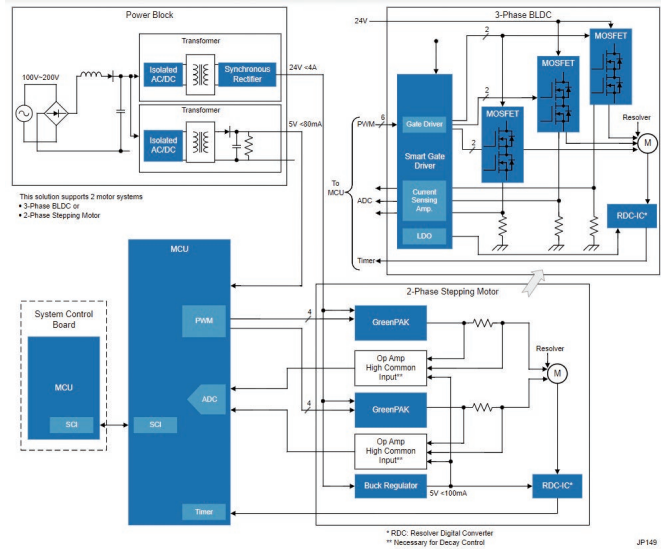 Power Block
Transformer
100V~200V
Isolated
AC/DC
Synchronous
Rectifier
24V <4A
Transformer
Isolated
AC/DC
5V <80mA
This solution supports 2 motor systems
• 3-Phase BLDC or
• 2-Phase Stepping Motor
3-Phase BLDC
24V
2
MOSFET
MOSFET
2
MOSFET
Resolver
M
PWM
6
Gate Driver
2
Smart Gate
Driver
To
MCU
ADC
Current
Sensing
Amp.
LDO
RDC-IC*
Timer
MCU
PWM
ADC
SCI
Timer
System Control
Board
MCU
SCI
2-Phase Stepping Motor
4
GreenPAK
Op Amp
High Common
Input**
Resolver
M
4
GreenPAK
Op Amp
High Common
Input**
Buck Regulator
5V <100mA
RDC-IC*
* RDC: Resolver Digital Converter
** Necessary for Decay Control
JP149